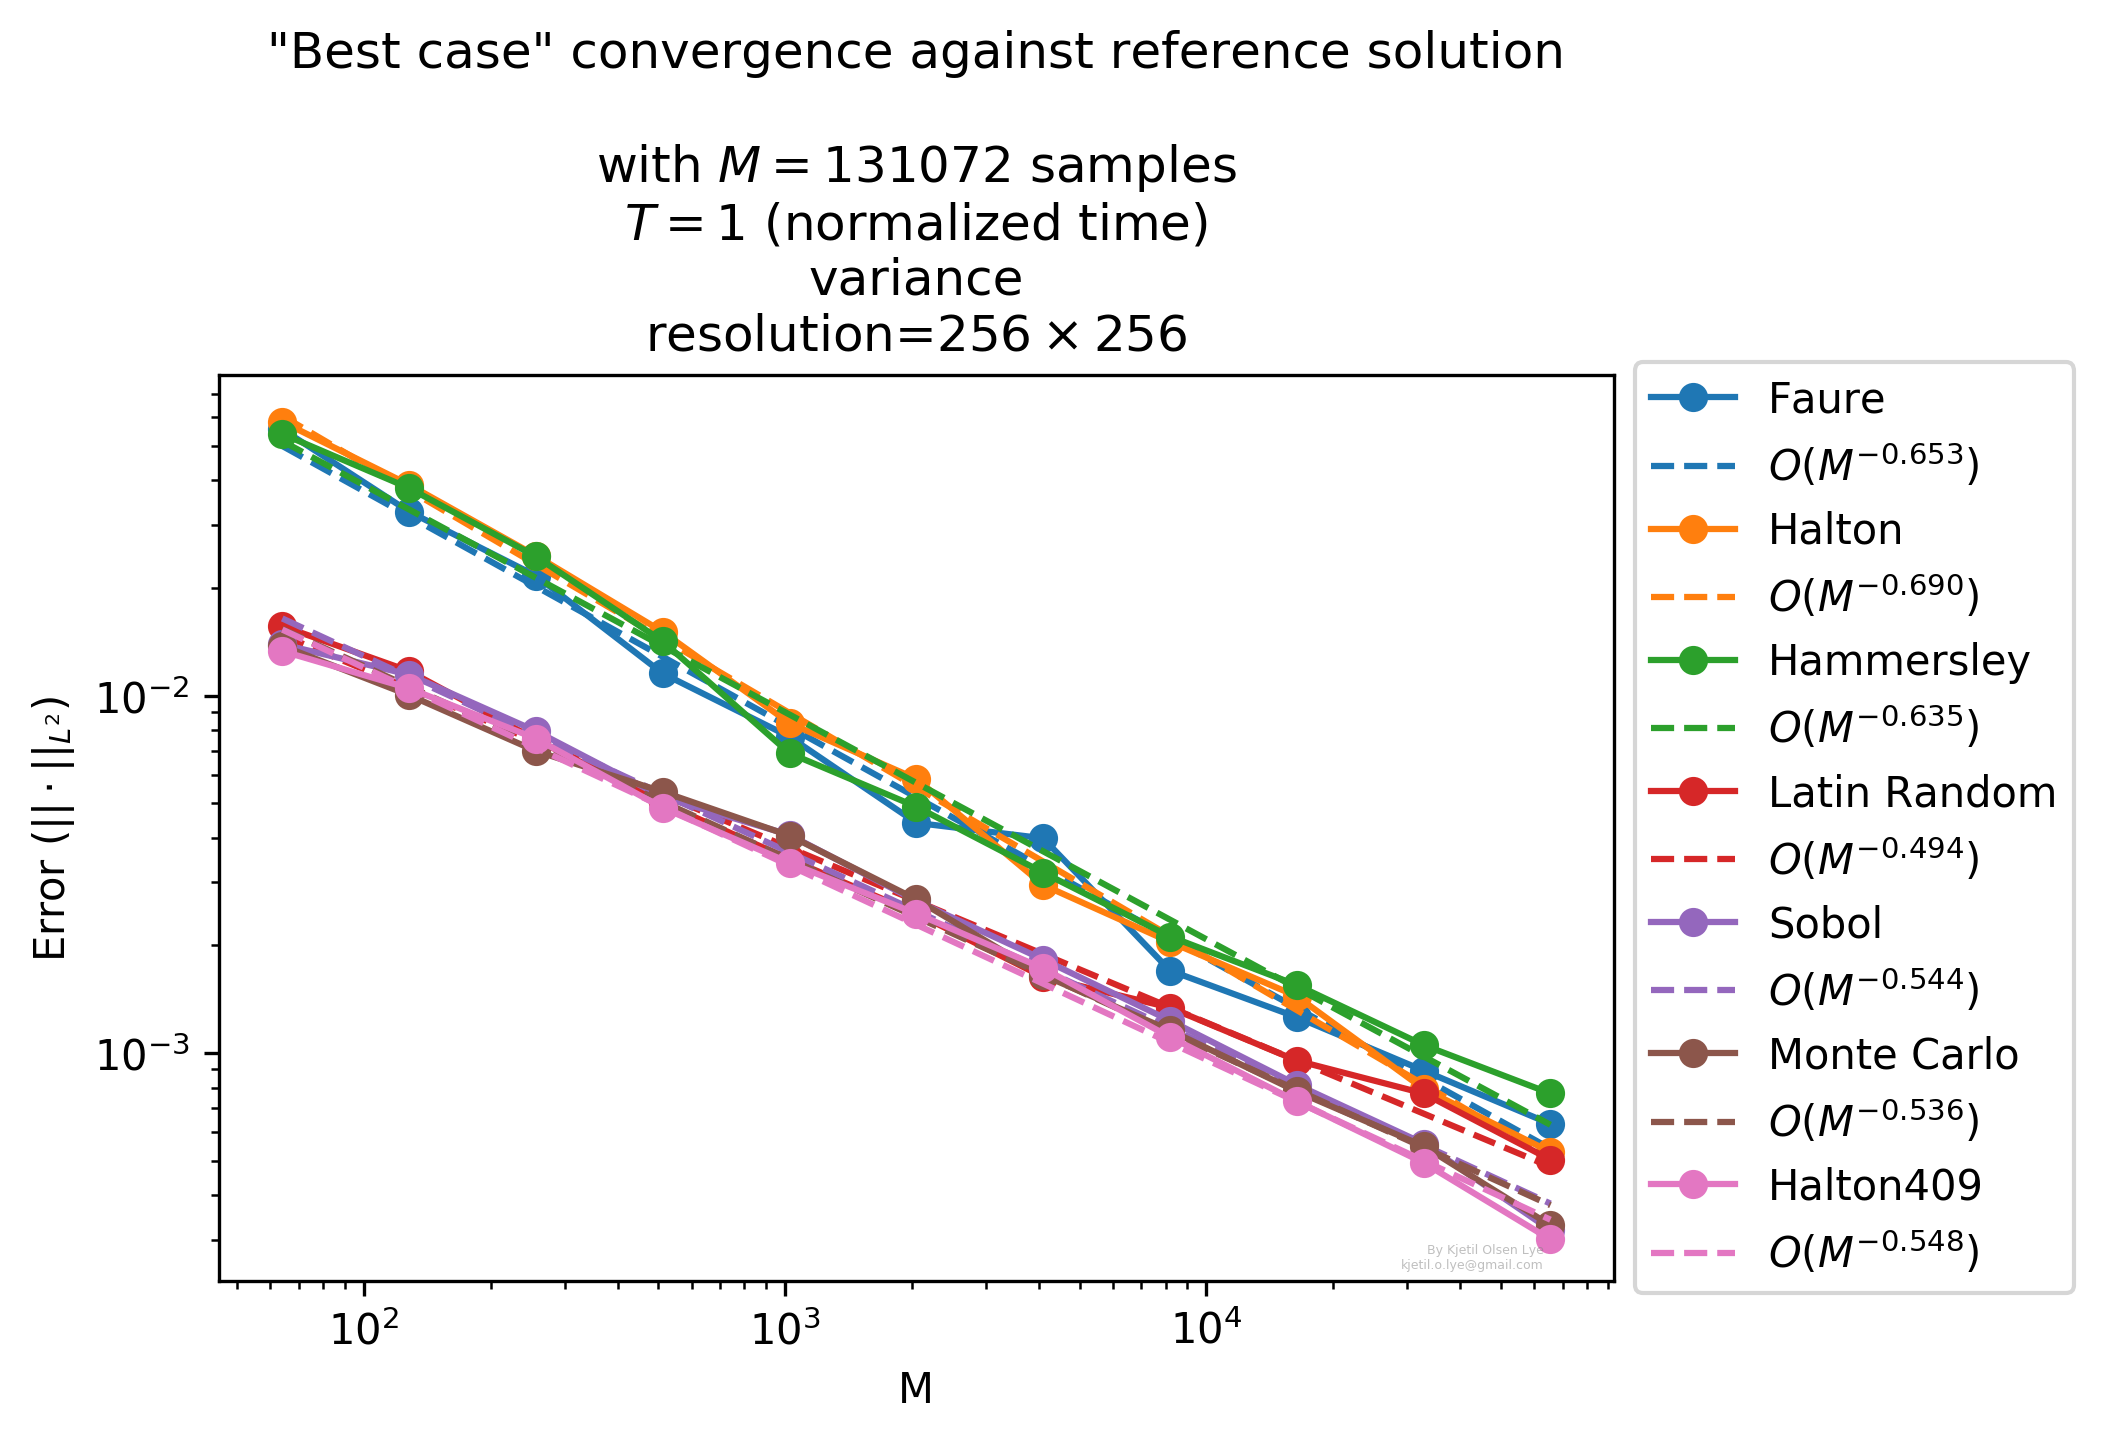 "Best case" convergence against reference solution
with M = 131072 samples
T = 1 (normalized time)
variance
resolution=256 × 256
Error (|| · ||_{L^2})
10^{-2}
10^{-3}
10^2
10^3
10^4
M
Faure
O(M^{-0.653})
Halton
O(M^{-0.690})
Hammersley
O(M^{-0.635})
Latin Random
O(M^{-0.494})
Sobol
O(M^{-0.544})
Monte Carlo
O(M^{-0.536})
Halton409
O(M^{-0.548})
By Kjetil Olsen Lye
kjetil.o.lye@gmail.com